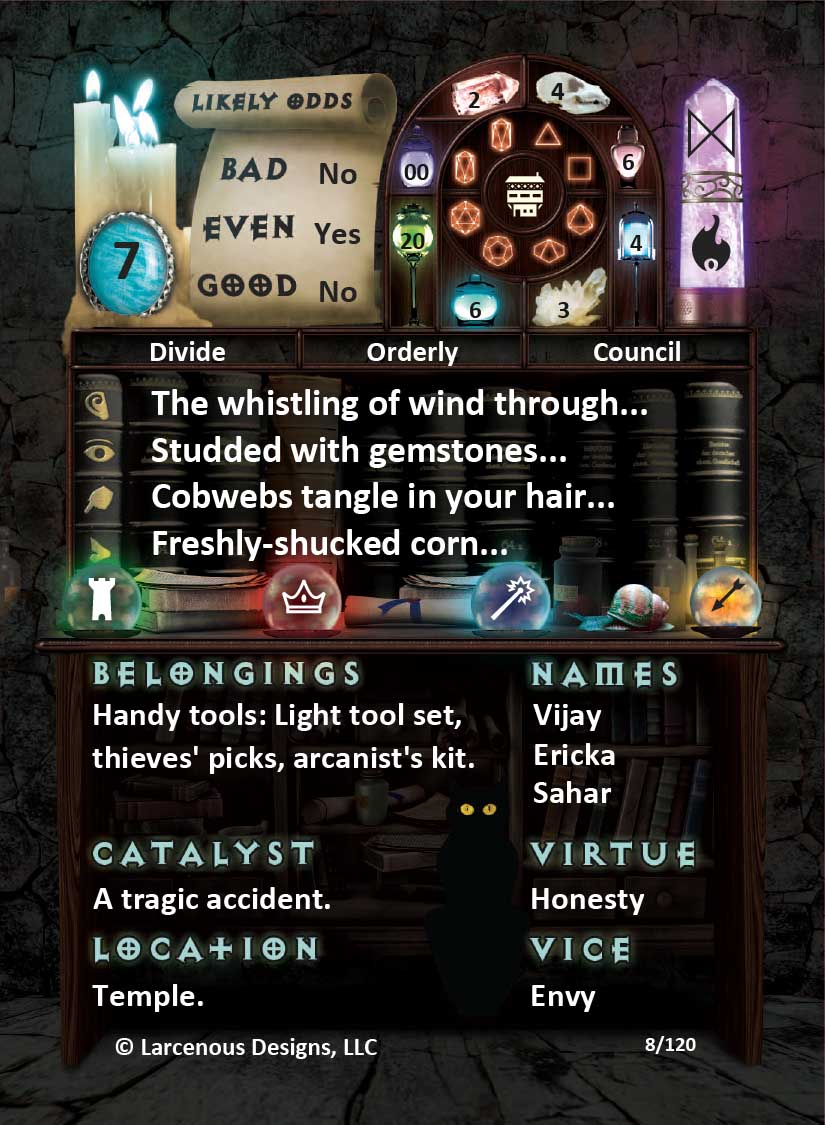 LIKELY ODDS
BAD No
EVEN Yes
GOOD No
7
2
4
00
6
20
4
6
3
Divide Orderly Council
The whistling of wind through...
Studded with gemstones...
Cobwebs tangle in your hair...
Freshly-shucked corn...
BELONGINGS
Handy tools: Light tool set,
thieves' picks, arcanist's kit.
NAMES
Vijay
Ericka
Sahar
CATALYST
A tragic accident.
VIRTUE
Honesty
LOCATION
Temple.
VICE
Envy
© Larcenous Designs, LLC
8/120